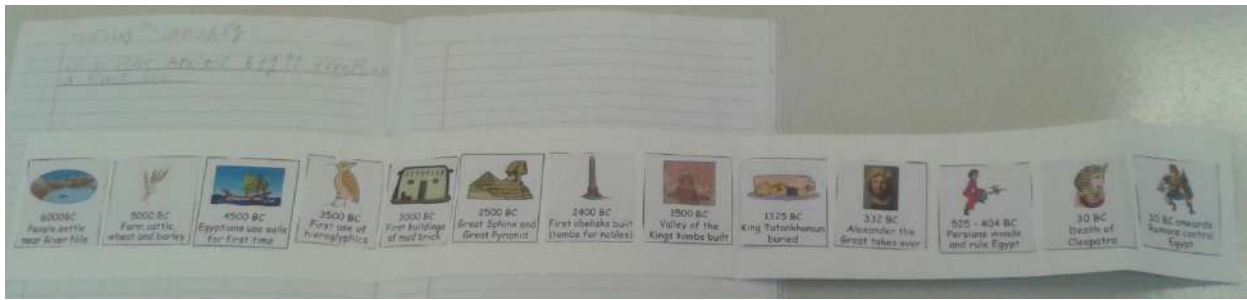 Ancient Egypt
6000BC
People settle
near River Nile
5000 BC
Farm cattle,
wheat and barley
4500 BC
Egyptians use sails
for first time
3500 BC
First use of
hieroglyphics
3000 BC
First buildings
of mud brick
2500 BC
Great Sphinx and
Great Pyramid
2400 BC
First obelisks built
(tombs for nobles)
1500 BC
Valley of the
Kings tombs built
1325 BC
King Tutankhamun
buried
332 BC
Alexander the
Great takes over
525 - 404 BC
Persians invade
and rule Egypt
30 BC
Death of
Cleopatra
30 BC onwards
Romans control
Egypt